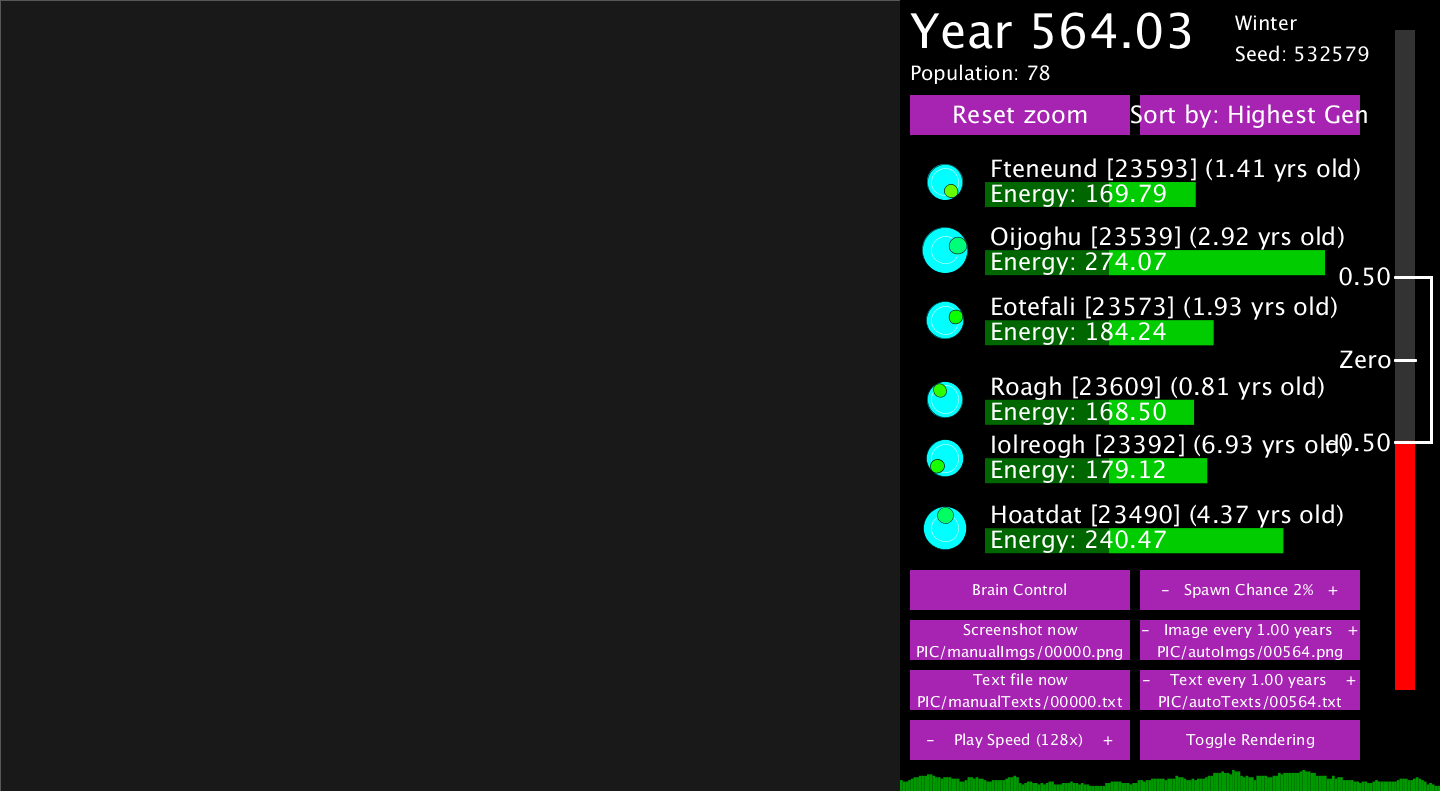 Year 564.03
Winter
Seed: 532579
Population: 78
Reset zoom
Sort by: Highest Gen
Fteneund [23593] (1.41 yrs old)
Energy: 169.79
Oijoghu [23539] (2.92 yrs old)
Energy: 274.07
0.50
Eotefali [23573] (1.93 yrs old)
Energy: 184.24
Zero
Roagh [23609] (0.81 yrs old)
Energy: 168.50
Iolreogh [23392] (6.93 yrs old)
-0.50
Energy: 179.12
Hoatdat [23490] (4.37 yrs old)
Energy: 240.47
Brain Control
- Spawn Chance 2% +
Screenshot now
PIC/manualImgs/00000.png
- Image every 1.00 years +
PIC/autoImgs/00564.png
Text file now
PIC/manualTexts/00000.txt
- Text every 1.00 years +
PIC/autoTexts/00564.txt
- Play Speed (128x) +
Toggle Rendering